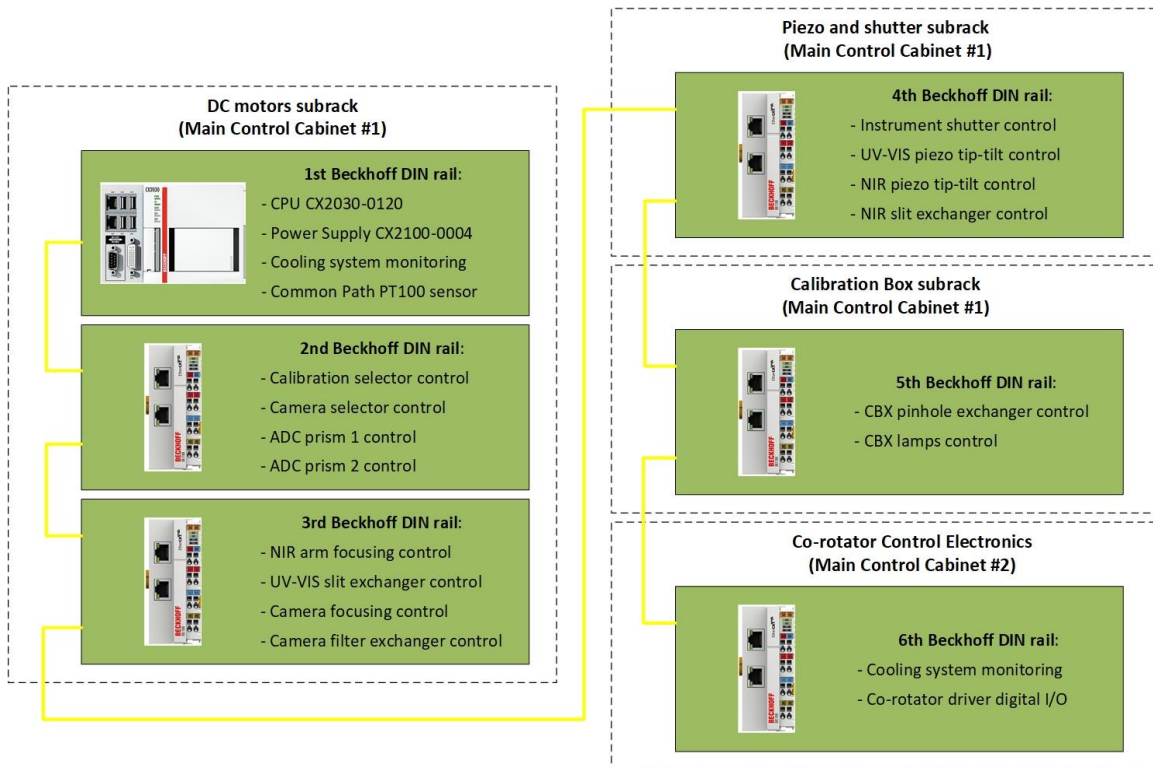 DC motors subrack
(Main Control Cabinet #1)
1st Beckhoff DIN rail:
- CPU CX2030-0120
- Power Supply CX2100-0004
- Cooling system monitoring
- Common Path PT100 sensor
2nd Beckhoff DIN rail:
- Calibration selector control
- Camera selector control
- ADC prism 1 control
- ADC prism 2 control
BECKHOFF
3rd Beckhoff DIN rail:
- NIR arm focusing control
- UV-VIS slit exchanger control
- Camera focusing control
- Camera filter exchanger control
BECKHOFF
Piezo and shutter subrack
(Main Control Cabinet #1)
4th Beckhoff DIN rail:
- Instrument shutter control
- UV-VIS piezo tip-tilt control
- NIR piezo tip-tilt control
- NIR slit exchanger control
BECKHOFF
Calibration Box subrack
(Main Control Cabinet #1)
5th Beckhoff DIN rail:
- CBX pinhole exchanger control
- CBX lamps control
BECKHOFF
Co-rotator Control Electronics
(Main Control Cabinet #2)
6th Beckhoff DIN rail:
- Cooling system monitoring
- Co-rotator driver digital I/O
BECKHOFF